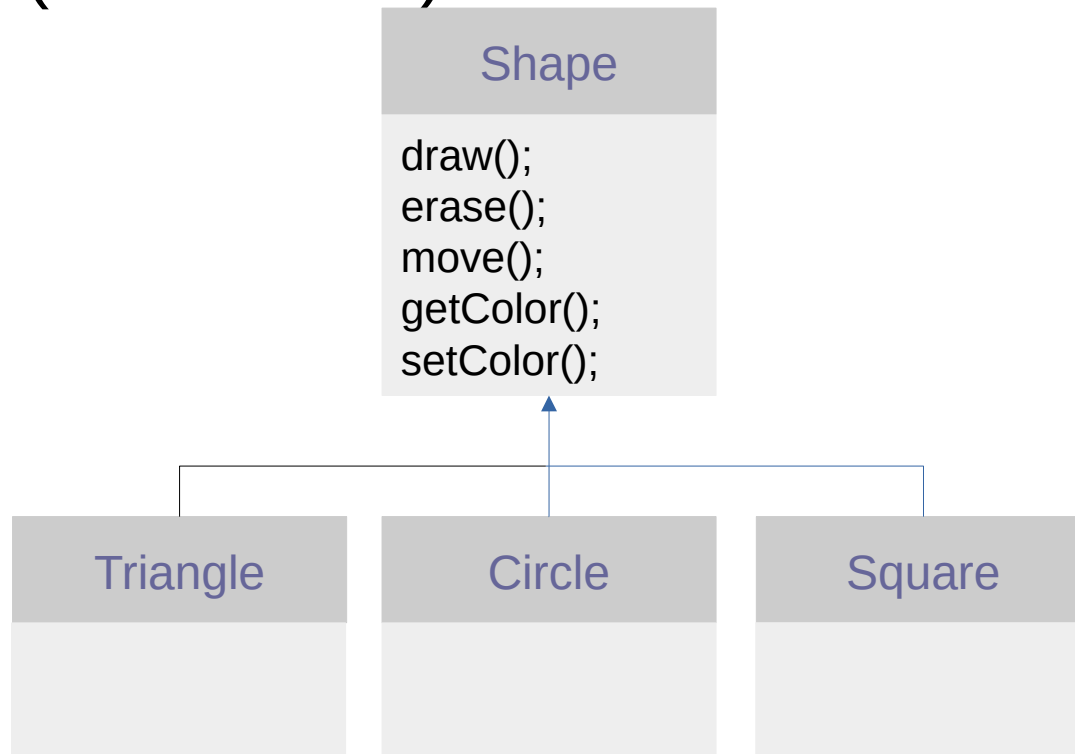 Shape
draw();
erase();
move();
getColor();
setColor();
Triangle
Circle
Square